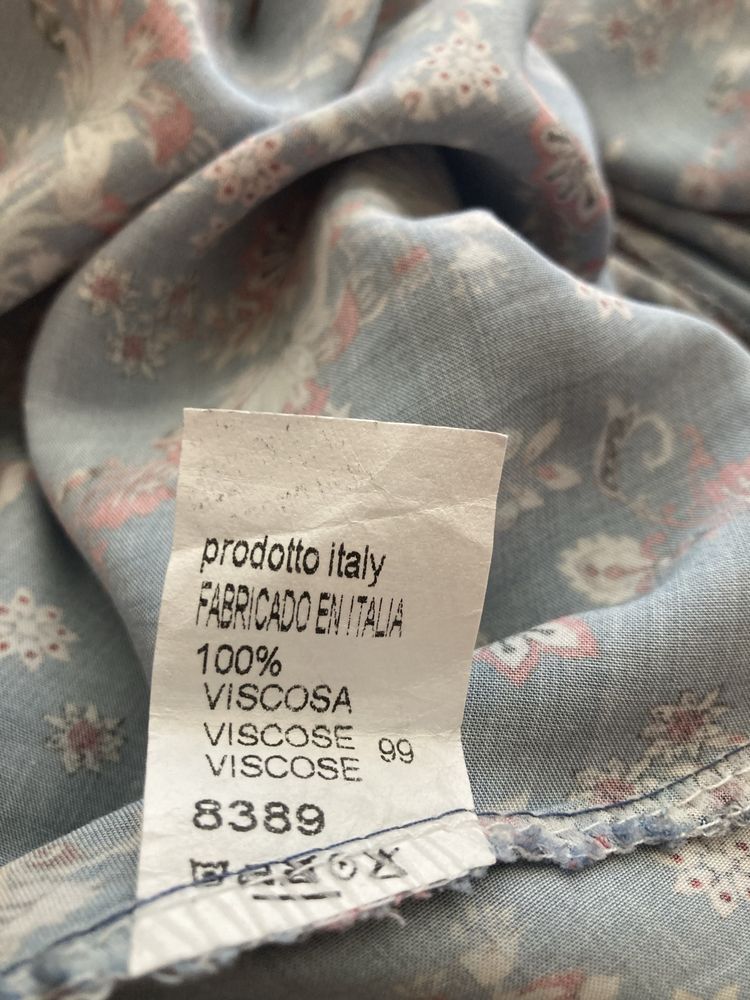 prodotto italy
FABRICADO EN ITALIA
100%
VISCOSA
VISCOSE 99
VISCOSE
8389